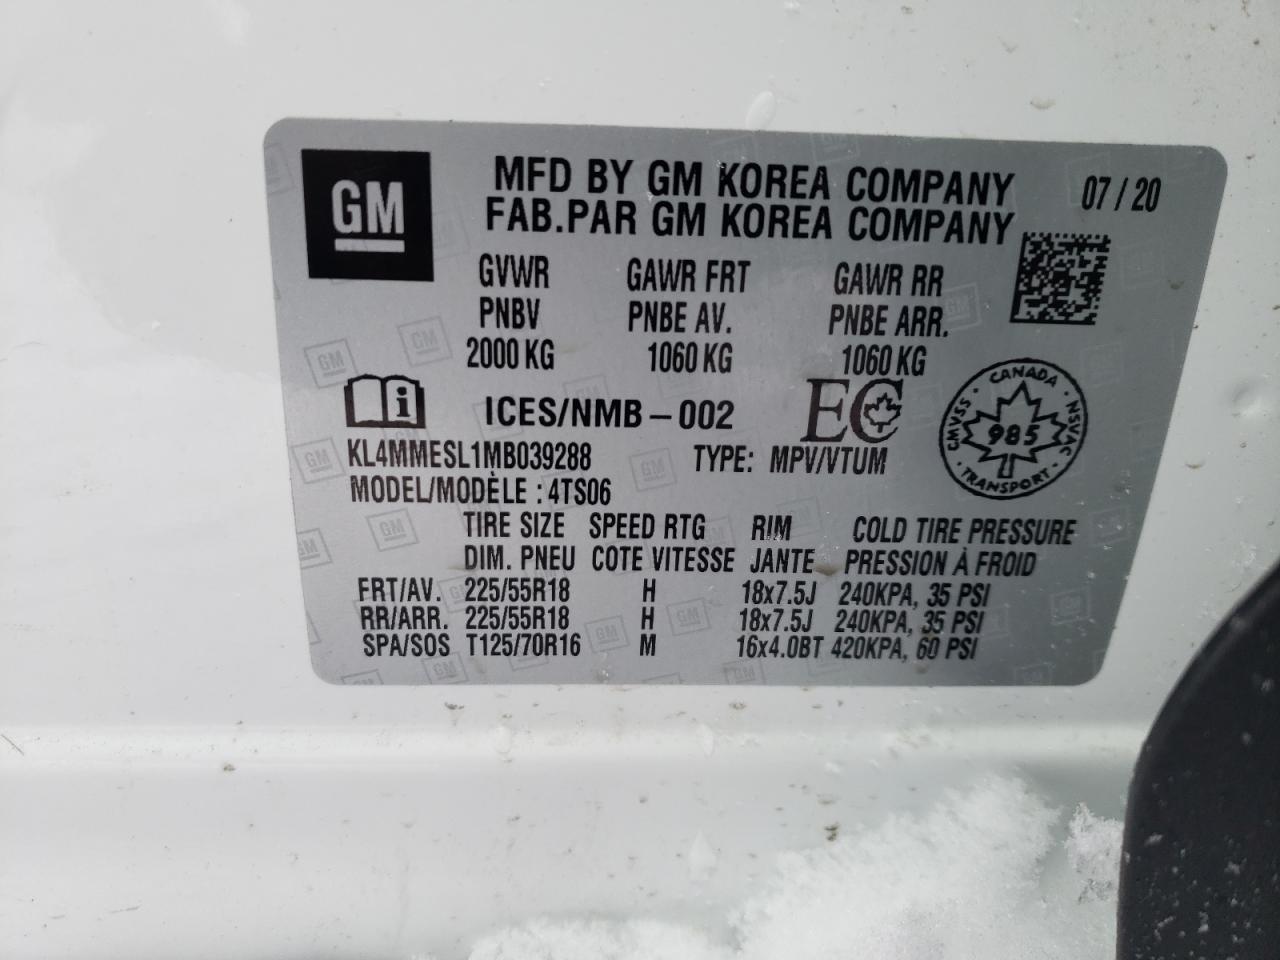 GM
MFD BY GM KOREA COMPANY 07 / 20
FAB.PAR GM KOREA COMPANY
GVWR GAWR FRT GAWR RR
PNBV PNBE AV. PNBE ARR.
2000 KG 1060 KG 1060 KG
i ICES/NMB-002 EC
CANADA
CMVSS 985 NSVAC
TRANSPORT
KL4MMESL1MB039288 TYPE: MPV/VTUM
MODEL/MODÈLE : 4TS06
TIRE SIZE SPEED RTG RIM COLD TIRE PRESSURE
DIM. PNEU COTE VITESSE JANTE PRESSION À FROID
FRT/AV. 225/55R18 H 18x7.5J 240KPA, 35 PSI
RR/ARR. 225/55R18 H 18x7.5J 240KPA, 35 PSI
SPA/SOS T125/70R16 M 16x4.0BT 420KPA, 60 PSI